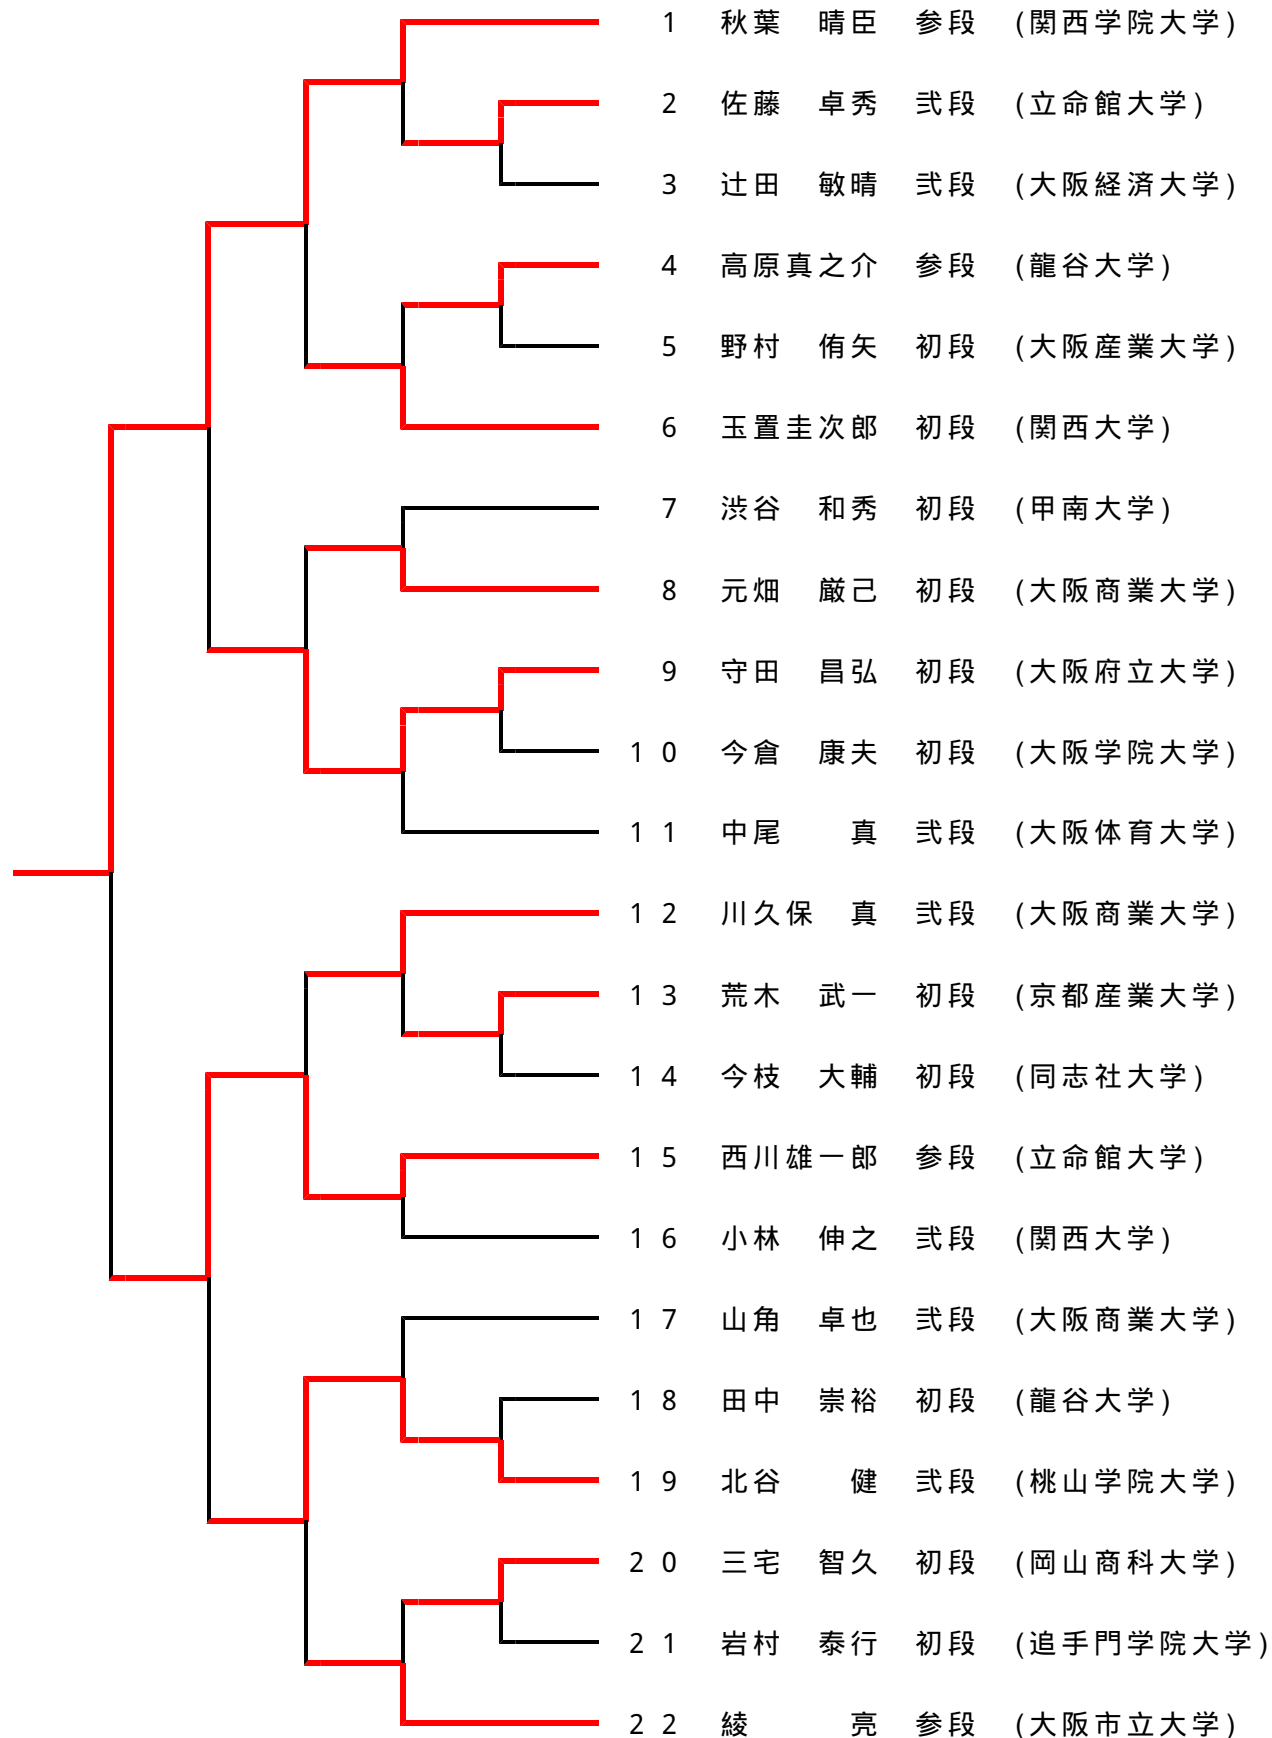 1 秋葉 晴臣 参段 (関西学院大学)
2 佐藤 卓秀 弐段 (立命館大学)
3 辻田 敏晴 弐段 (大阪経済大学)
4 高原真之介 参段 (龍谷大学)
5 野村 侑矢 初段 (大阪産業大学)
6 玉置圭次郎 初段 (関西大学)
7 渋谷 和秀 初段 (甲南大学)
8 元畑 厳己 初段 (大阪商業大学)
9 守田 昌弘 初段 (大阪府立大学)
10 今倉 康夫 初段 (大阪学院大学)
11 中尾 真 弐段 (大阪体育大学)
12 川久保 真 弐段 (大阪商業大学)
13 荒木 武一 初段 (京都産業大学)
14 今枝 大輔 初段 (同志社大学)
15 西川雄一郎 参段 (立命館大学)
16 小林 伸之 弐段 (関西大学)
17 山角 卓也 弐段 (大阪商業大学)
18 田中 崇裕 初段 (龍谷大学)
19 北谷 健 弐段 (桃山学院大学)
20 三宅 智久 初段 (岡山商科大学)
21 岩村 泰行 初段 (追手門学院大学)
22 綾 亮 参段 (大阪市立大学)